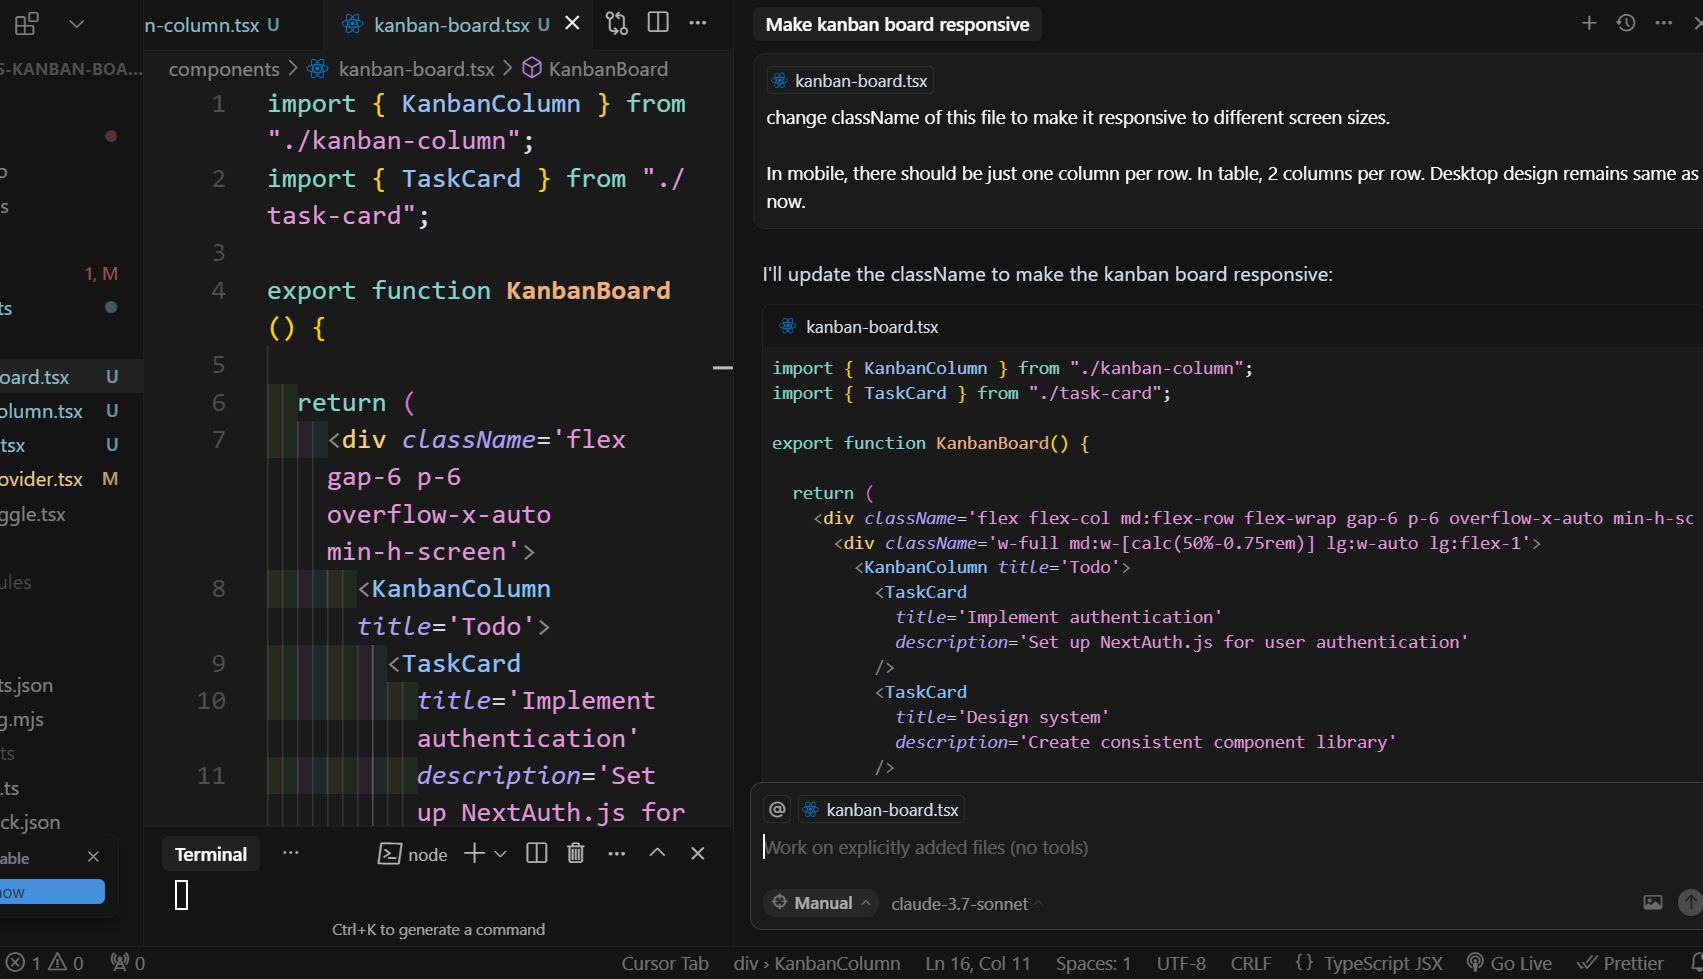 n-column.tsx U
kanban-board.tsx U
S-KANBAN-BOA...
components > kanban-board.tsx > KanbanBoard
1 import { KanbanColumn } from
"./kanban-column";
2 import { TaskCard } from "./
task-card";
3
4 export function KanbanBoard
() {
5
6 return (
7 <div className='flex
gap-6 p-6
overflow-x-auto
min-h-screen'>
8 <KanbanColumn
title='Todo'>
9 <TaskCard
10 title='Implement
authentication'
11 description='Set
up NextAuth.js for
s
1, M
ts
oard.tsx U
olumn.tsx U
tsx U
ovider.tsx M
ggle.tsx
ules
ts.json
g.mjs
ts
.ts
ck.json
able
now
Terminal
node
Ctrl+K to generate a command
Make kanban board responsive
kanban-board.tsx
change className of this file to make it responsive to different screen sizes.
In mobile, there should be just one column per row. In table, 2 columns per row. Desktop design remains same as
now.
I'll update the className to make the kanban board responsive:
kanban-board.tsx
import { KanbanColumn } from "./kanban-column";
import { TaskCard } from "./task-card";
export function KanbanBoard() {
return (
<div className='flex flex-col md:flex-row flex-wrap gap-6 p-6 overflow-x-auto min-h-sc
<div className='w-full md:w-[calc(50%-0.75rem)] lg:w-auto lg:flex-1'>
<KanbanColumn title='Todo'>
<TaskCard
title='Implement authentication'
description='Set up NextAuth.js for user authentication'
/>
<TaskCard
title='Design system'
description='Create consistent component library'
/>
@ kanban-board.tsx
Work on explicitly added files (no tools)
Manual
claude-3.7-sonnet
1 0 0
Cursor Tab
div › KanbanColumn
Ln 16, Col 11
Spaces: 1
UTF-8
CRLF
{} TypeScript JSX
Go Live
Prettier